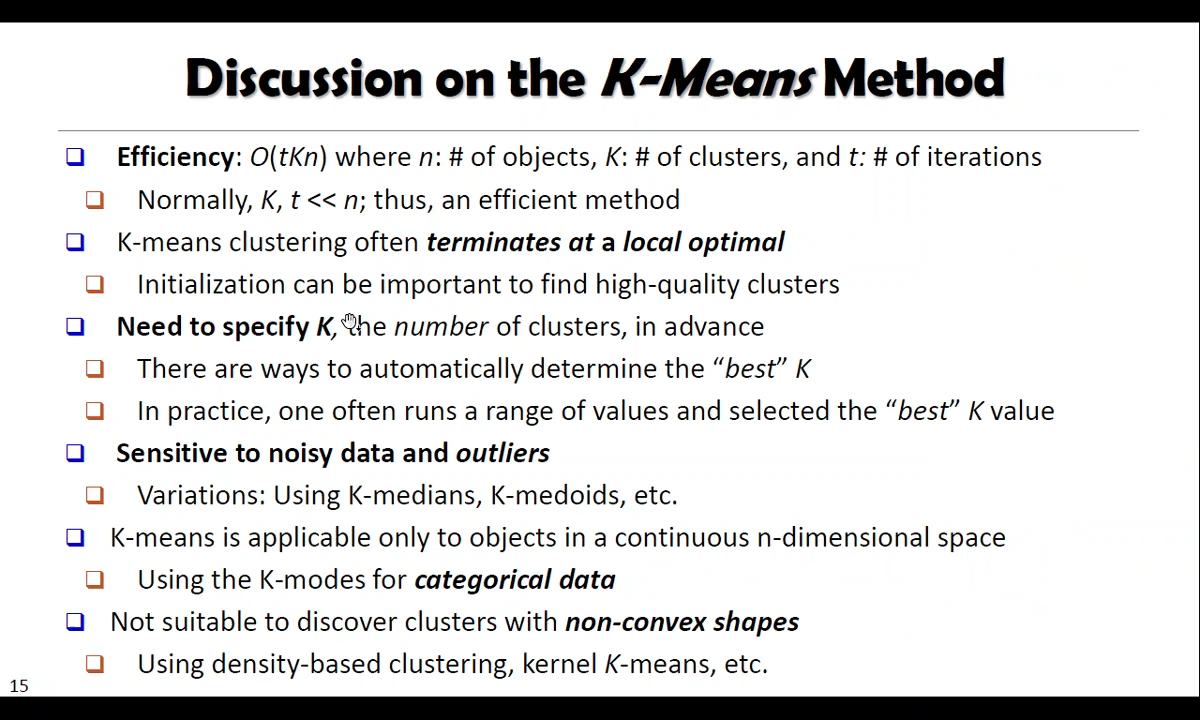 Discussion on the K-Means Method
Efficiency: O(tKn) where n: # of objects, K: # of clusters, and t: # of iterations
Normally, K, t << n; thus, an efficient method
K-means clustering often terminates at a local optimal
Initialization can be important to find high-quality clusters
Need to specify K, the number of clusters, in advance
There are ways to automatically determine the “best” K
In practice, one often runs a range of values and selected the “best” K value
Sensitive to noisy data and outliers
Variations: Using K-medians, K-medoids, etc.
K-means is applicable only to objects in a continuous n-dimensional space
Using the K-modes for categorical data
Not suitable to discover clusters with non-convex shapes
Using density-based clustering, kernel K-means, etc.
15